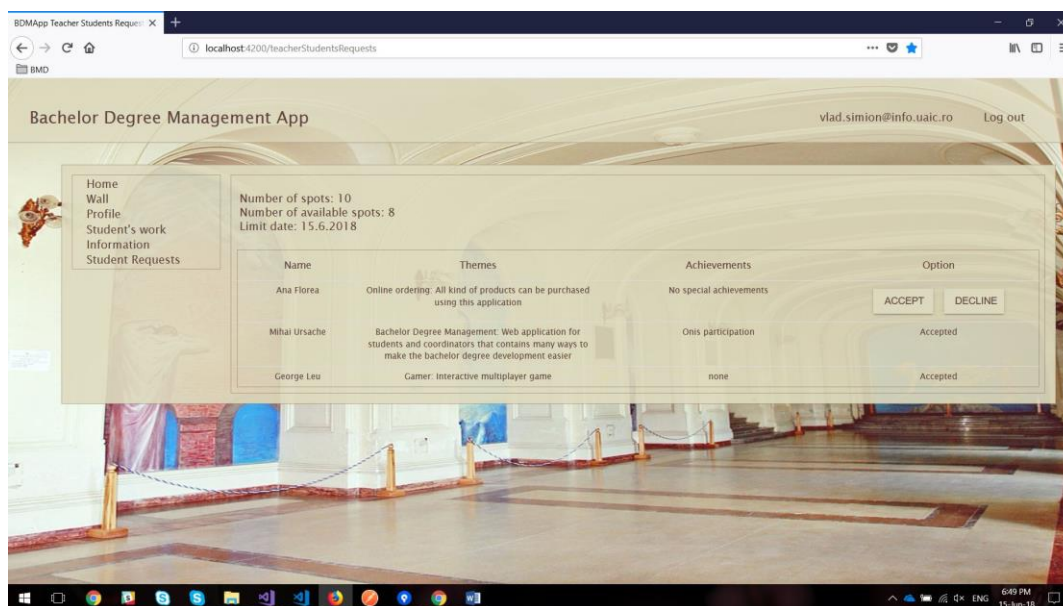 BDMApp Teacher Students Request
localhost:4200/teacherStudentsRequests
BMD
Bachelor Degree Management App
vlad.simion@info.uaic.ro
Log out
Home
Wall
Profile
Student's work
Information
Student Requests
Number of spots: 10
Number of available spots: 8
Limit date: 15.6.2018
Name Themes Achievements Option
Ana Florea
Online ordering: All kind of products can be purchased
using this application
No special achievements
ACCEPT DECLINE
Mihai Ursache
Bachelor Degree Management: Web application for
students and coordinators that contains many ways to
make the bachelor degree development easier
Onis participation
Accepted
George Leu
Gamer: Interactive multiplayer game
none
Accepted
ENG
6:49 PM
15-Jun-18